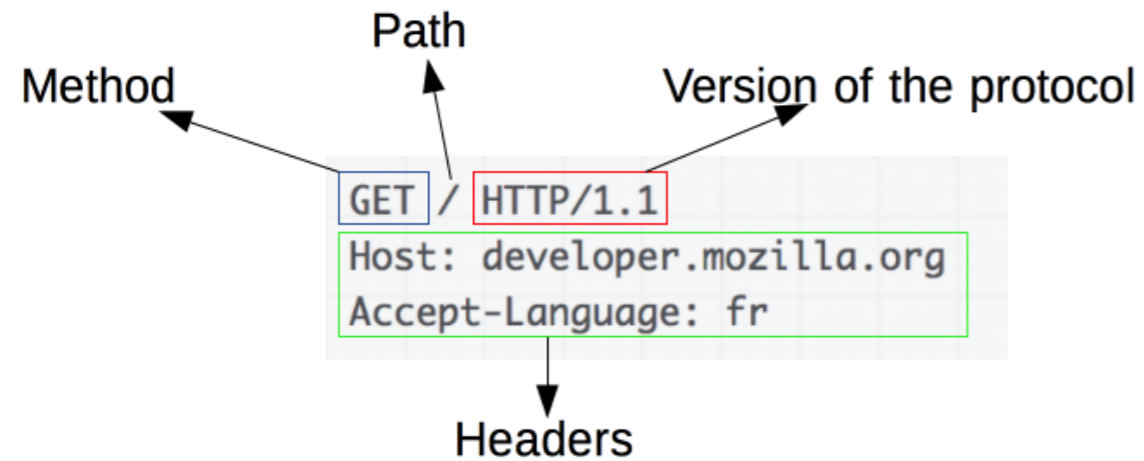 Path
Method
Version of the protocol
GET / HTTP/1.1
Host: developer.mozilla.org
Accept-Language: fr
Headers